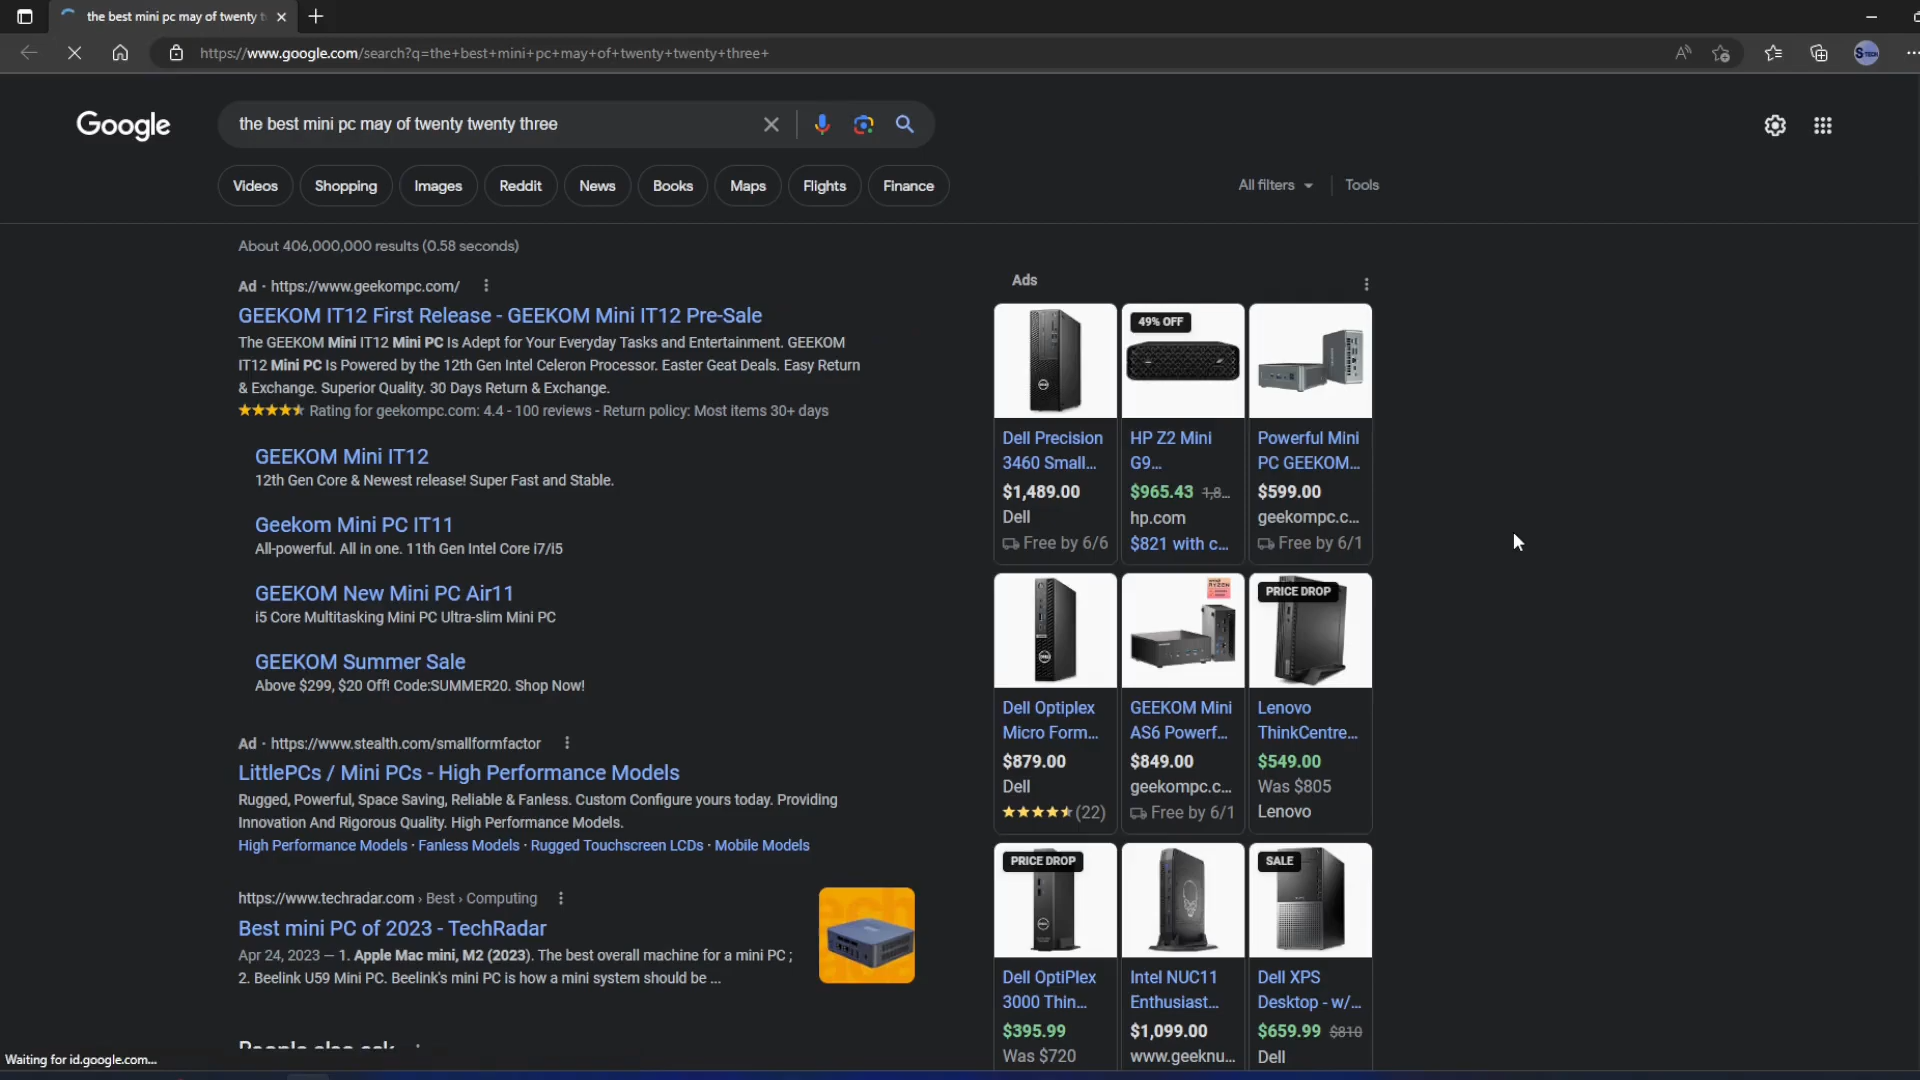 the best mini pc may of twenty t
https://www.google.com/search?q=the+best+mini+pc+may+of+twenty+twenty+three+
S-TECH
Google
the best mini pc may of twenty twenty three
Videos
Shopping
Images
Reddit
News
Books
Maps
Flights
Finance
All filters
Tools
About 406,000,000 results (0.58 seconds)
Ad · https://www.geekompc.com/
GEEKOM IT12 First Release - GEEKOM Mini IT12 Pre-Sale
The GEEKOM Mini IT12 Mini PC Is Adept for Your Everyday Tasks and Entertainment. GEEKOM
IT12 Mini PC Is Powered by the 12th Gen Intel Celeron Processor. Easter Geat Deals. Easy Return
& Exchange. Superior Quality. 30 Days Return & Exchange.
Rating for geekompc.com: 4.4 - 100 reviews - Return policy: Most items 30+ days
GEEKOM Mini IT12
12th Gen Core & Newest release! Super Fast and Stable.
Geekom Mini PC IT11
All-powerful. All in one. 11th Gen Intel Core i7/i5
GEEKOM New Mini PC Air11
i5 Core Multitasking Mini PC Ultra-slim Mini PC
GEEKOM Summer Sale
Above $299, $20 Off! Code:SUMMER20. Shop Now!
Ad · https://www.stealth.com/smallformfactor
LittlePCs / Mini PCs - High Performance Models
Rugged, Powerful, Space Saving, Reliable & Fanless. Custom Configure yours today. Providing
Innovation And Rigorous Quality. High Performance Models.
High Performance Models · Fanless Models · Rugged Touchscreen LCDs · Mobile Models
https://www.techradar.com › Best › Computing
Best mini PC of 2023 - TechRadar
Apr 24, 2023 — 1. Apple Mac mini, M2 (2023). The best overall machine for a mini PC ;
2. Beelink U59 Mini PC. Beelink's mini PC is how a mini system should be ...
People also ask
Ads
Dell Precision
3460 Small...
$1,489.00
Dell
Free by 6/6
49% OFF
HP Z2 Mini
G9...
$965.43 1,8...
hp.com
$821 with c...
Powerful Mini
PC GEEKOM...
$599.00
geekompc.c...
Free by 6/1
Dell Optiplex
Micro Form...
$879.00
Dell
(22)
RYZEN
GEEKOM Mini
AS6 Powerf...
$849.00
geekompc.c...
Free by 6/1
PRICE DROP
Lenovo
ThinkCentre...
$549.00
Was $805
Lenovo
PRICE DROP
Dell OptiPlex
3000 Thin...
$395.99
Was $720
Intel NUC11
Enthusiast...
$1,099.00
www.geeknu...
SALE
Dell XPS
Desktop - w/...
$659.99 $810
Dell
Waiting for id.google.com...